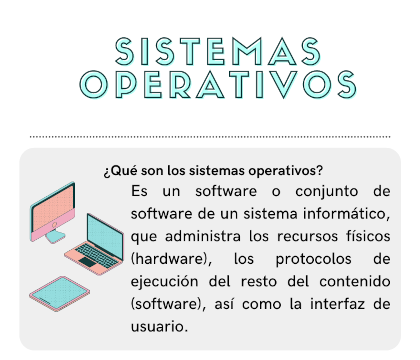 SISTEMAS
OPERATIVOS
¿Qué son los sistemas operativos?
Es un software o conjunto de
software de un sistema informático,
que administra los recursos físicos
(hardware), los protocolos de
ejecución del resto del contenido
(software), así como la interfaz de
usuario.